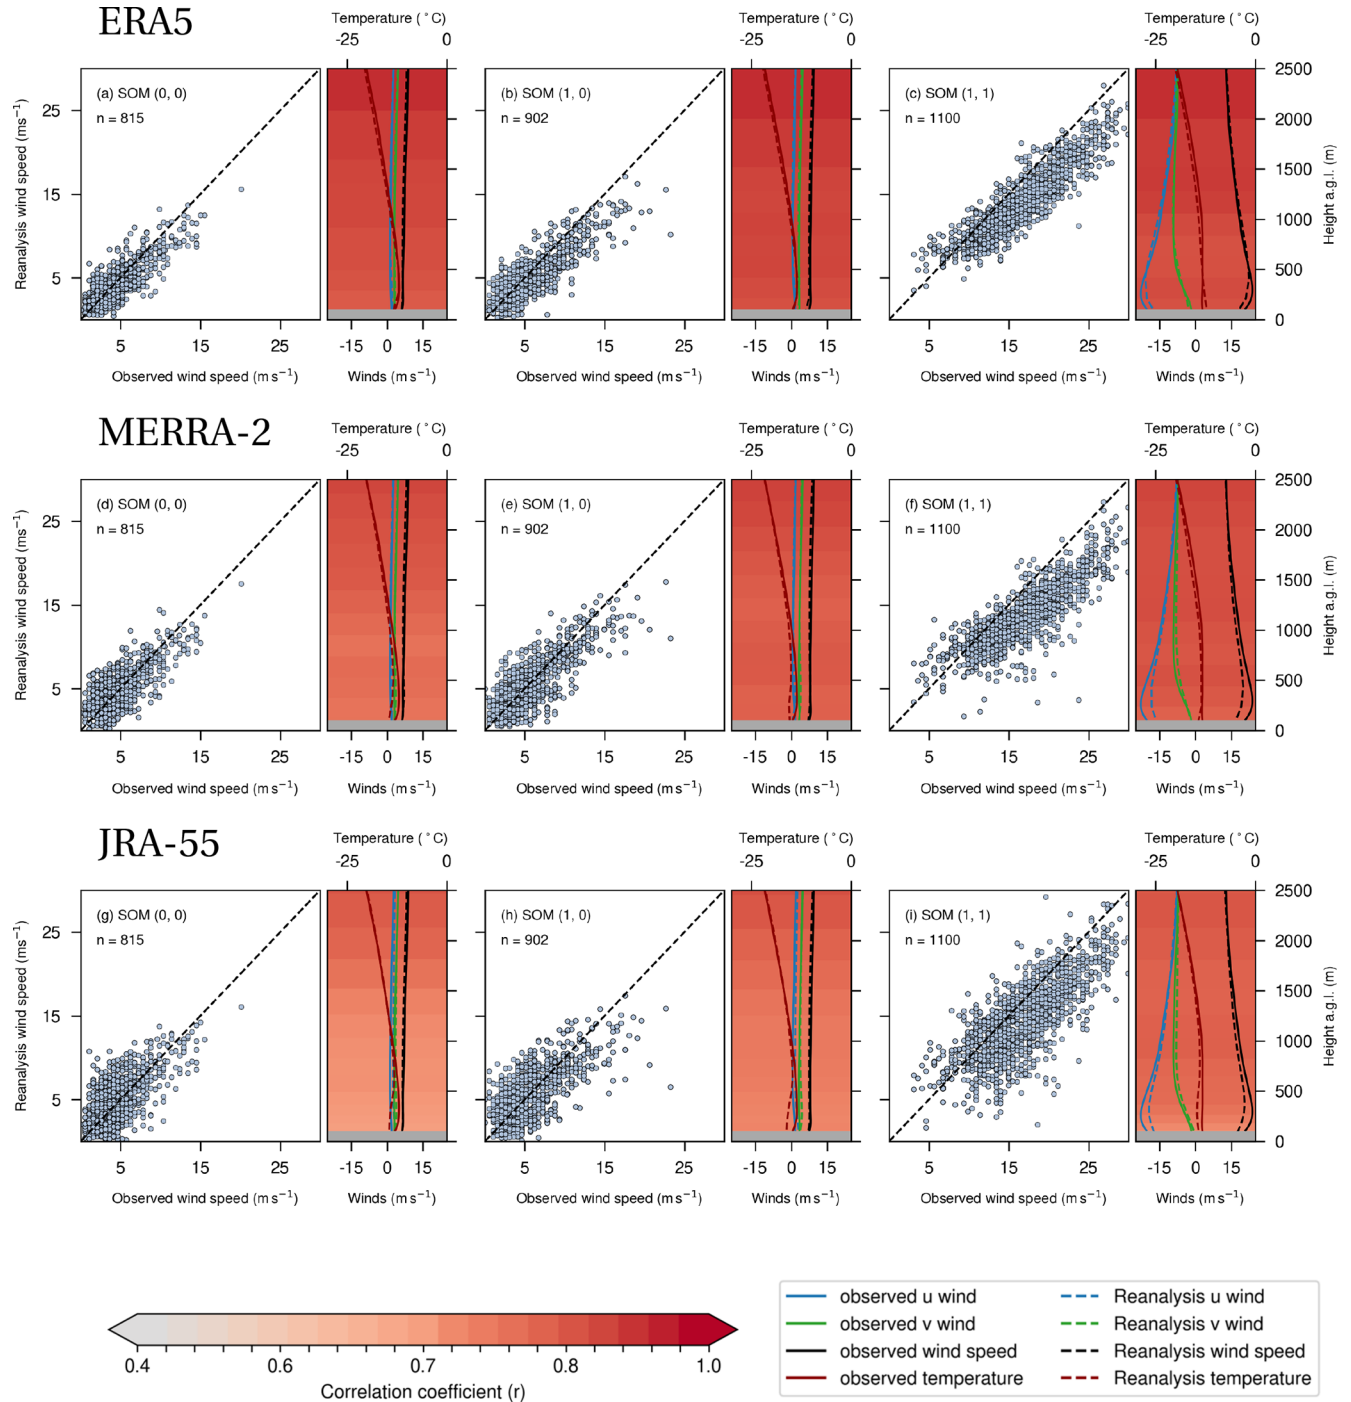 ERA5
Temperature (°C)
-25 0
Temperature (°C)
-25 0
Temperature (°C)
-25 0
Reanalysis wind speed (ms−1)
25
15
5
(a) SOM (0, 0)
n = 815
(b) SOM (1, 0)
n = 902
(c) SOM (1, 1)
n = 1100
2500
2000
1500
1000
500
0
Height a.g.l. (m)
5 15 25
-15 0 15
5 15 25
-15 0 15
5 15 25
-15 0 15
Observed wind speed (m s−1)
Winds (m s−1)
Observed wind speed (m s−1)
Winds (m s−1)
Observed wind speed (m s−1)
Winds (m s−1)
MERRA-2
Temperature (°C)
-25 0
Temperature (°C)
-25 0
Temperature (°C)
-25 0
Reanalysis wind speed (ms−1)
25
15
5
(d) SOM (0, 0)
n = 815
(e) SOM (1, 0)
n = 902
(f) SOM (1, 1)
n = 1100
2500
2000
1500
1000
500
0
Height a.g.l. (m)
5 15 25
-15 0 15
5 15 25
-15 0 15
5 15 25
-15 0 15
Observed wind speed (m s−1)
Winds (m s−1)
Observed wind speed (m s−1)
Winds (m s−1)
Observed wind speed (m s−1)
Winds (m s−1)
JRA-55
Temperature (°C)
-25 0
Temperature (°C)
-25 0
Temperature (°C)
-25 0
Reanalysis wind speed (ms−1)
25
15
5
(g) SOM (0, 0)
n = 815
(h) SOM (1, 0)
n = 902
(i) SOM (1, 1)
n = 1100
2500
2000
1500
1000
500
0
Height a.g.l. (m)
5 15 25
-15 0 15
5 15 25
-15 0 15
5 15 25
-15 0 15
Observed wind speed (m s−1)
Winds (m s−1)
Observed wind speed (m s−1)
Winds (m s−1)
Observed wind speed (m s−1)
Winds (m s−1)
0.4 0.6 0.7 0.8 1.0
Correlation coefficient (r)
observed u wind
observed v wind
observed wind speed
observed temperature
Reanalysis u wind
Reanalysis v wind
Reanalysis wind speed
Reanalysis temperature